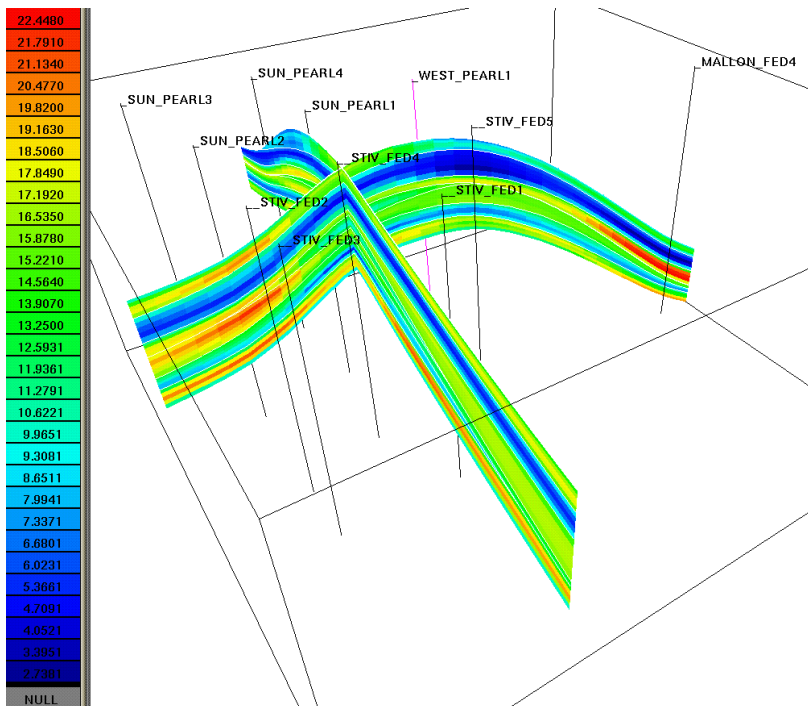 22.4480
21.7910
21.1340
20.4770
19.8200
19.1630
18.5060
17.8490
17.1920
16.5350
15.8780
15.2210
14.5640
13.9070
13.2500
12.5931
11.9361
11.2791
10.6221
9.9651
9.3081
8.6511
7.9941
7.3371
6.6801
6.0231
5.3661
4.7091
4.0521
3.3951
2.7381
NULL
MALLON_FED4
SUN_PEARL4
WEST_PEARL1
SUN_PEARL3
SUN_PEARL1
STIV_FED5
SUN_PEARL2
STIV_FED4
STIV_FED1
STIV_FED2
STIV_FED3